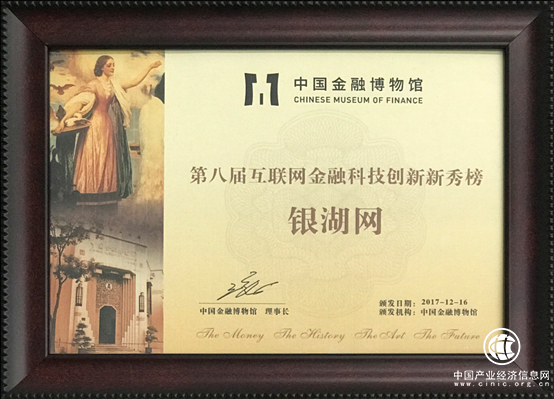 中国金融博物馆
CHINESE MUSEUM OF FINANCE
第八届互联网金融科技创新新秀榜
银湖网
中国金融博物馆 理事长
颁发日期：2017-12-16
颁发机构：中国金融博物馆
The Money The History The Art The Future
中国产业经济信息网
www.cinic.org.cn